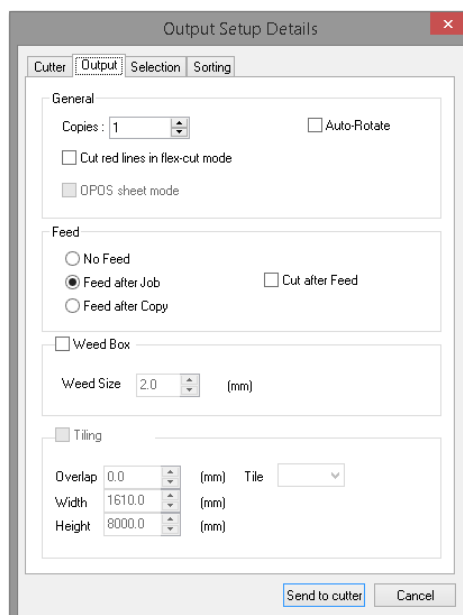 Output Setup Details
Cutter Output Selection Sorting
General
Copies : 1 Auto-Rotate
Cut red lines in flex-cut mode
OPOS sheet mode
Feed
No Feed
Feed after Job Cut after Feed
Feed after Copy
Weed Box
Weed Size 2.0 (mm)
Tiling
Overlap 0.0 (mm) Tile
Width 1610.0 (mm)
Height 8000.0 (mm)
Send to cutter Cancel